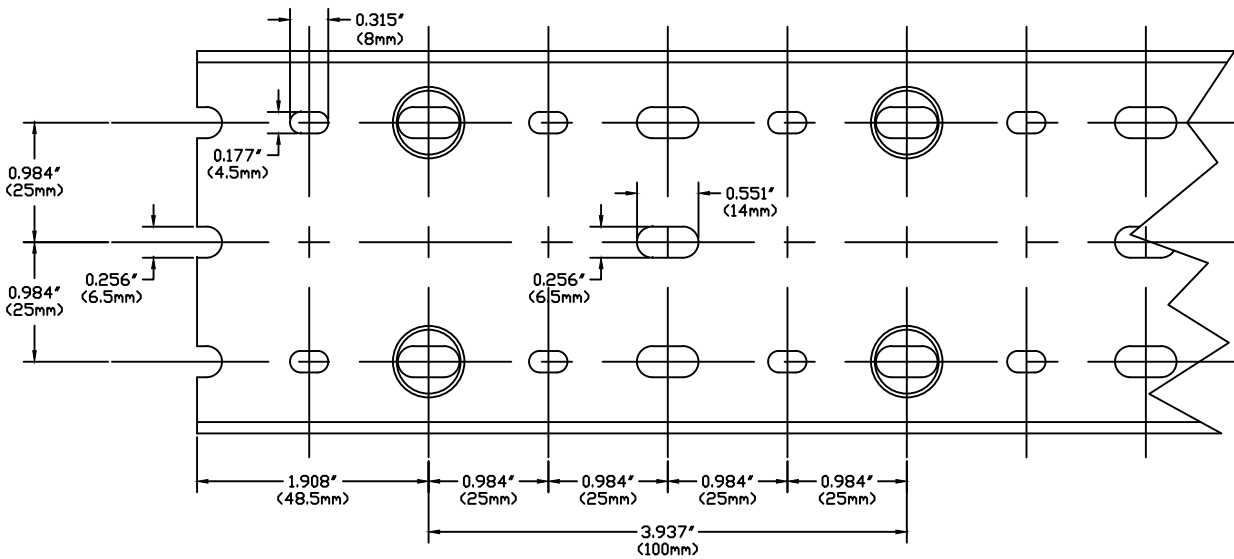 0.315"
(8mm)
0.177"
(4.5mm)
0.984"
(25mm)
0.551"
(14mm)
0.256"
(6.5mm)
0.256"
(6.5mm)
0.984"
(25mm)
1.908"
(48.5mm)
0.984"
(25mm)
0.984"
(25mm)
0.984"
(25mm)
0.984"
(25mm)
3.937"
(100mm)